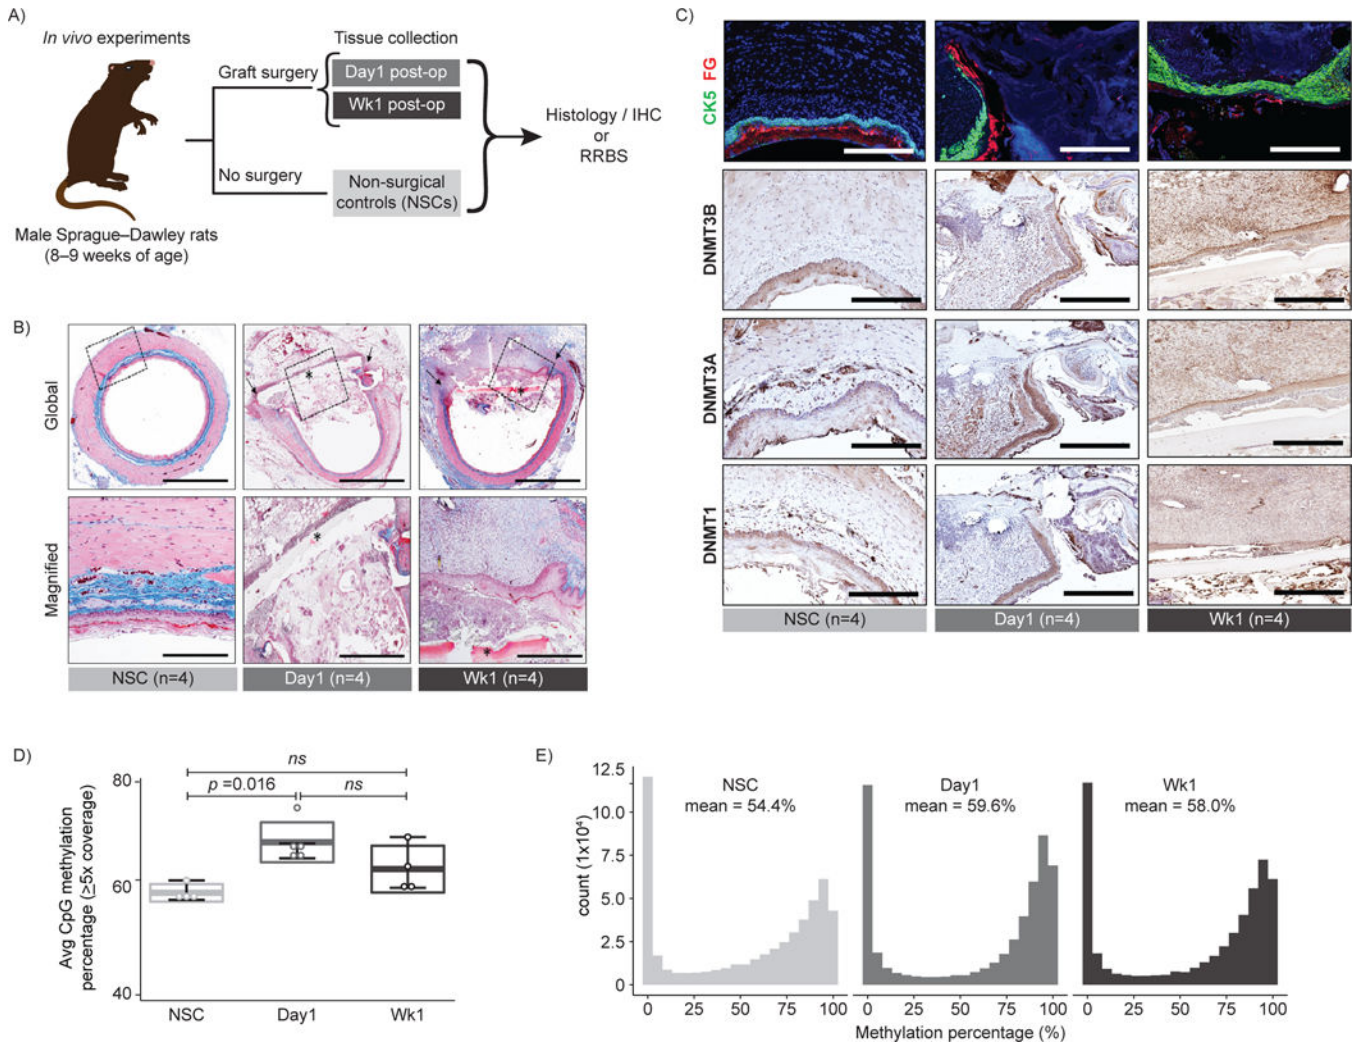 A)
In vivo experiments
Tissue collection
Graft surgery
Day1 post-op
Wk1 post-op
No surgery
Non-surgical
controls (NSCs)
Histology / IHC
or
RRBS
Male Sprague–Dawley rats
(8–9 weeks of age)
B)
Global
Magnified
*
*
*
*
NSC (n=4)
Day1 (n=4)
Wk1 (n=4)
C)
CK5 FG
DNMT3B
DNMT3A
DNMT1
NSC (n=4)
Day1 (n=4)
Wk1 (n=4)
D)
Avg CpG methylation
percentage (≥5x coverage)
80
60
40
ns
p =0.016
ns
NSC
Day1
Wk1
E)
count (1x10⁴)
12.5
10.0
7.5
5.0
2.5
0
NSC
mean = 54.4%
Day1
mean = 59.6%
Wk1
mean = 58.0%
0 25 50 75 100
0 25 50 75 100
0 25 50 75 100
Methylation percentage (%)